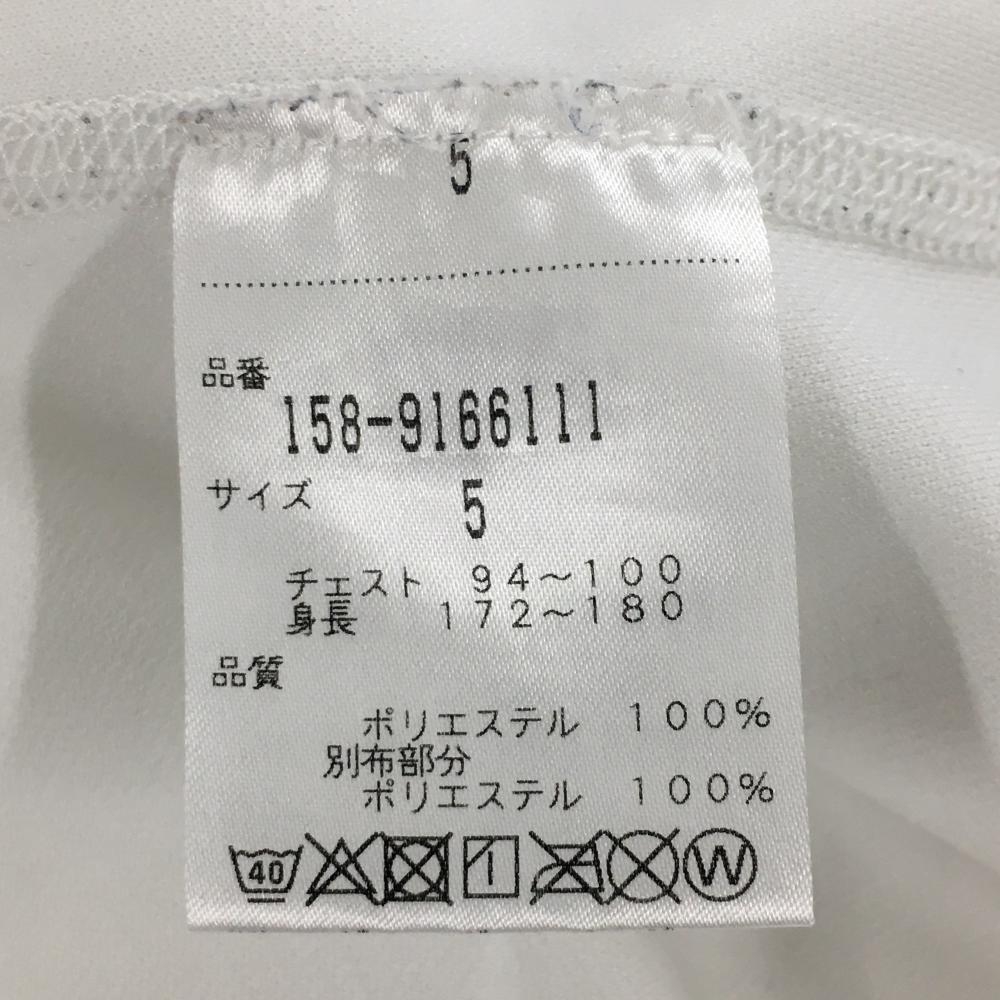 5
品番
158-9166111
サイズ 5
チェスト 94～100
身長 172～180
品質
ポリエステル 100%
別布部分
ポリエステル 100%
40 W